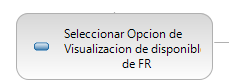 Seleccionar Opcion de
Visualizacion de disponibl
de FR